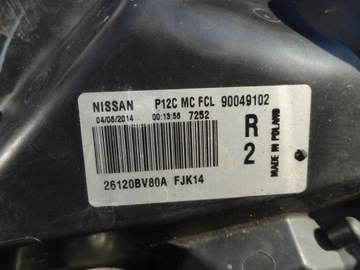 NISSAN P12C MC FCL 90049102
04/06/2014 00:13:56 7252
R
2
MADE IN POLAND
26120BV80A FJK14